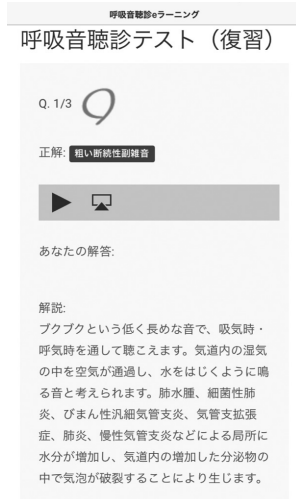 呼吸音聴診eラーニング
呼吸音聴診テスト（復習）
Q. 1/3
正解: 粗い断続性副雑音
あなたの解答:
解説:
ブクブクという低く長めな音で、吸気時・
呼気時を通して聴こえます。気道内の湿気
の中を空気が通過し、水をはじくように鳴
る音と考えられます。肺水腫、細菌性肺
炎、びまん性汎細気管支炎、気管支拡張
症、肺炎、慢性気管支炎などによる局所に
水分が増加し、気道内の増加した分泌物の
中で気泡が破裂することにより生じます。